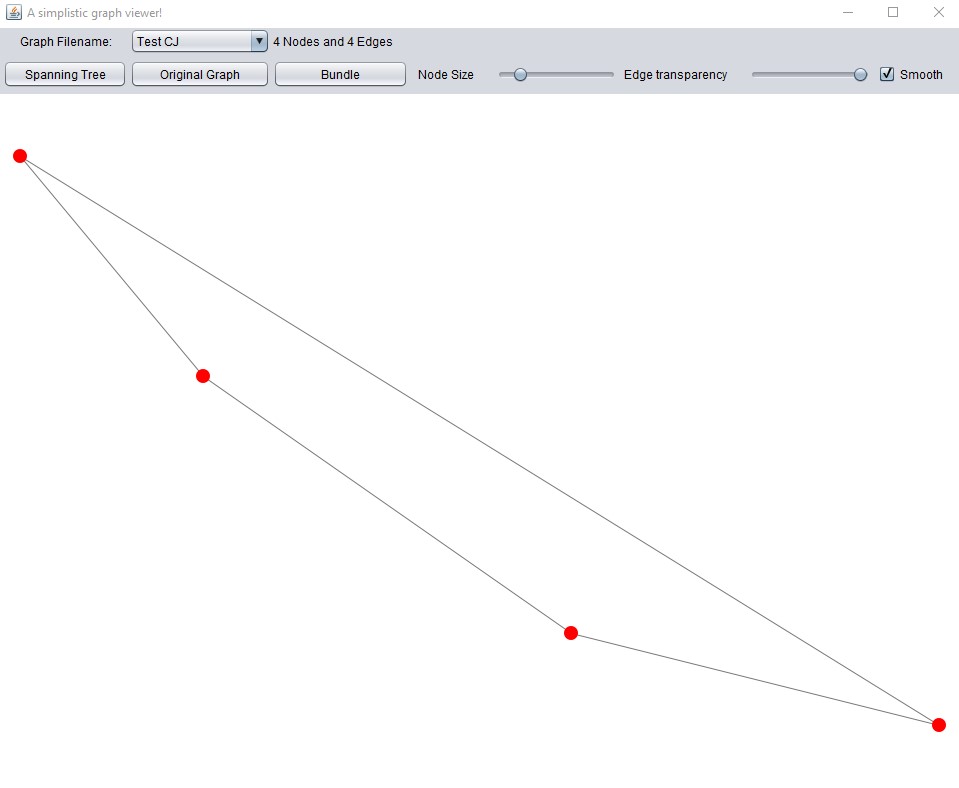 A simplistic graph viewer!
Graph Filename: Test CJ 4 Nodes and 4 Edges
Spanning Tree Original Graph Bundle Node Size Edge transparency Smooth